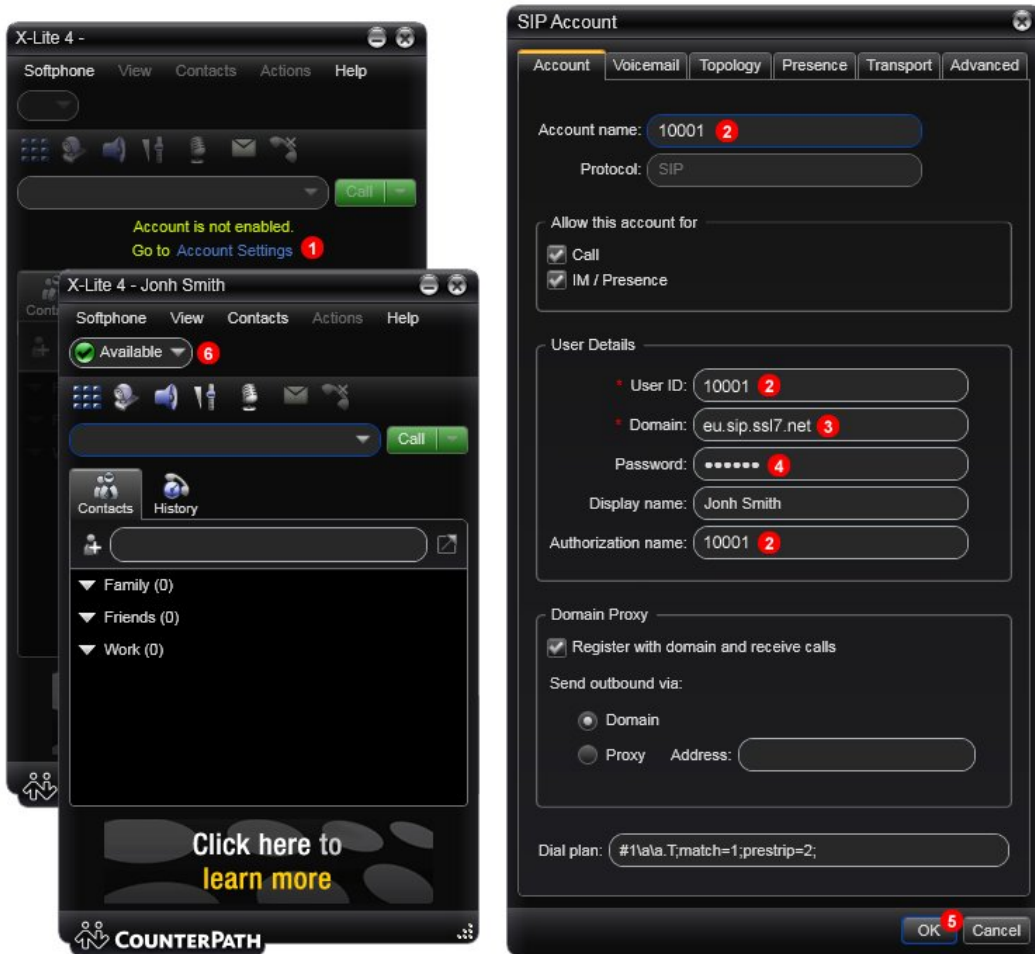 X-Lite 4 -
Softphone View Contacts Actions Help
Call
Account is not enabled.
Go to Account Settings 1
X-Lite 4 - Jonh Smith
Softphone View Contacts Actions Help
Available 6
Call
Contacts History
Family (0)
Friends (0)
Work (0)
Click here to
learn more
COUNTERPATH
SIP Account
Account Voicemail Topology Presence Transport Advanced
Account name: 10001 2
Protocol: SIP
Allow this account for
Call
IM / Presence
User Details
* User ID: 10001 2
* Domain: eu.sip.ssl7.net 3
Password: •••••• 4
Display name: Jonh Smith
Authorization name: 10001 2
Domain Proxy
Register with domain and receive calls
Send outbound via:
Domain
Proxy Address:
Dial plan: #1\a\a.T;match=1;prestrip=2;
OK 5 Cancel